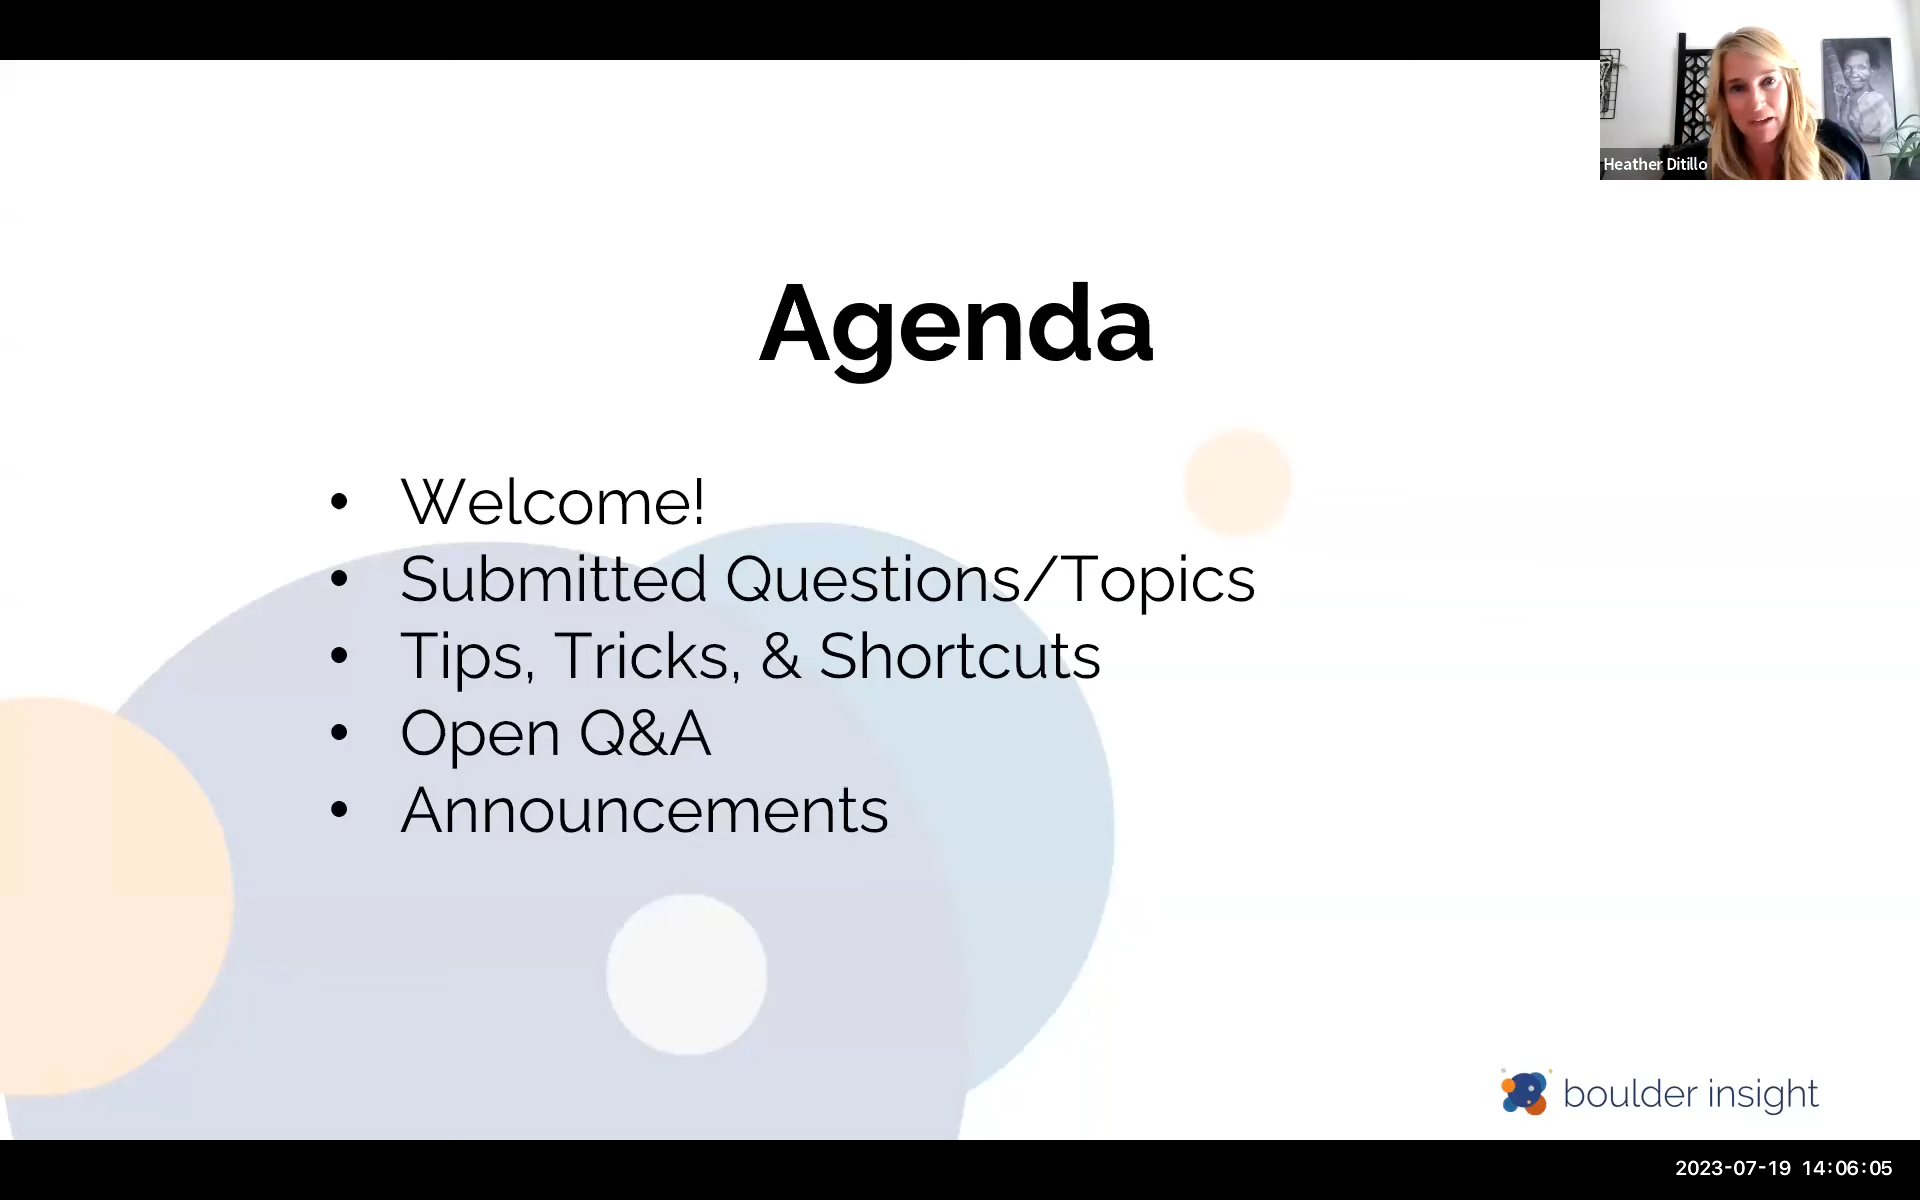 Heather Ditillo
Agenda
• Welcome!
• Submitted Questions/Topics
• Tips, Tricks, & Shortcuts
• Open Q&A
• Announcements
boulder insight
2023-07-19 14:06:05